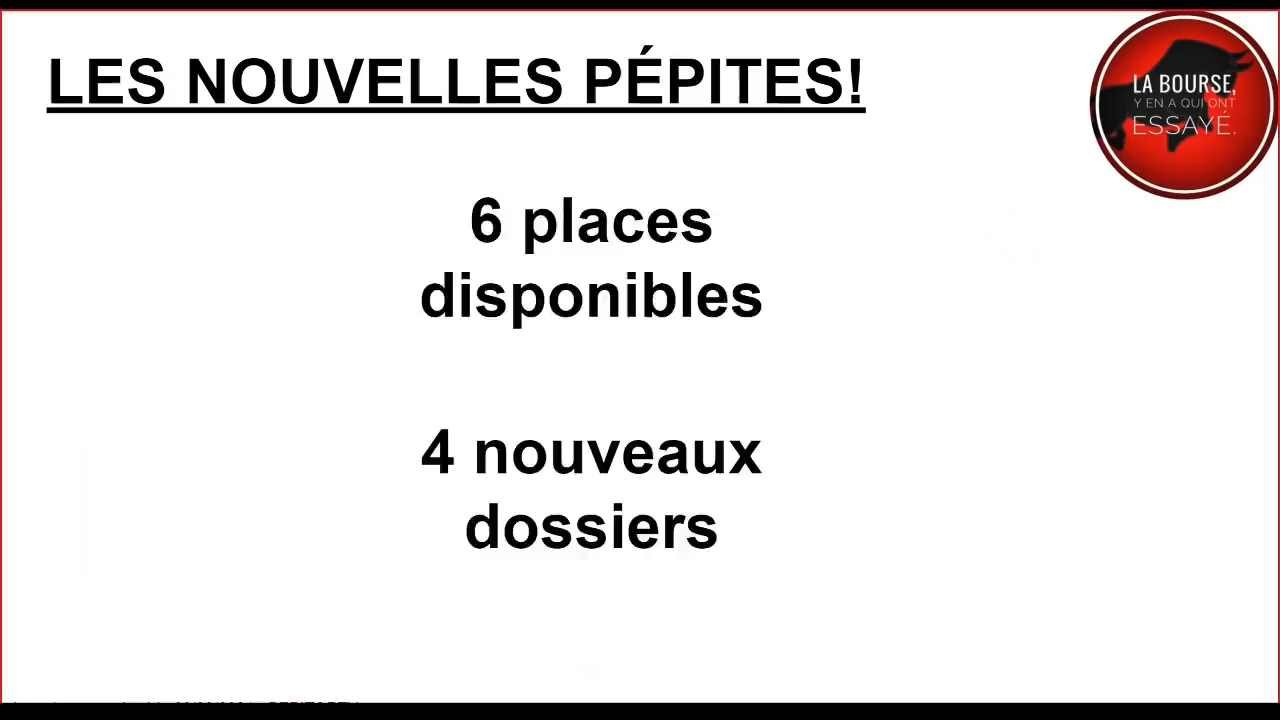 LES NOUVELLES PÉPITES!
LA BOURSE,
Y EN A QUI ONT
ESSAYÉ.
6 places
disponibles
4 nouveaux
dossiers